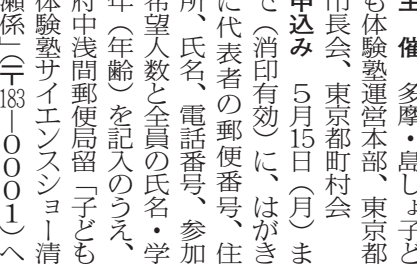 主　催　多摩・島しょ子ど
も体験塾運営本部、東京都
市長会、東京都町村会
申込み　５月15日（月）ま
で（消印有効）に、はがき
に代表者の郵便番号、住
所、氏名、電話番号、参加
希望人数と全員の氏名・学
年（年齢）を記入のうえ、
府中浅間郵便局留「子ども
体験塾サイエンスショー清
瀬係」（〒183―０００１）へ